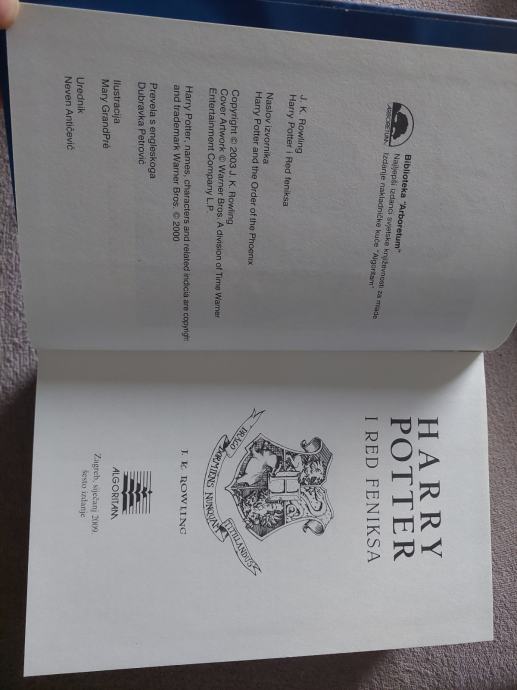 ARBORETUM
Biblioteka "Arboretum"
Najljepši izdanci svjetske književnosti za mlade
Izdanje nakladničke kuće "Algoritam"
J. K. Rowling
Harry Potter i Red feniksa
Naslov izvornika
Harry Potter and the Order of the Phoenix
Copyright © 2003 J. K. Rowling
Cover Artwork © Warner Bros. A division of Time Warner
Entertainment Company L.P.
Harry Potter, names, characters and related indicia are copyright
and trademark Warner Bros. © 2000
Prevela s engleskoga
Dubravka Petrović
Ilustracija
Mary GrandPré
Urednik
Neven Antičević
HARRY
POTTER
I RED FENIKSA
H
DRACO DORMIENS NUNQUAM TITILLANDUS
J. K. ROWLING
ALGORITAM
Zagreb, siječanj 2009.
šesto izdanje